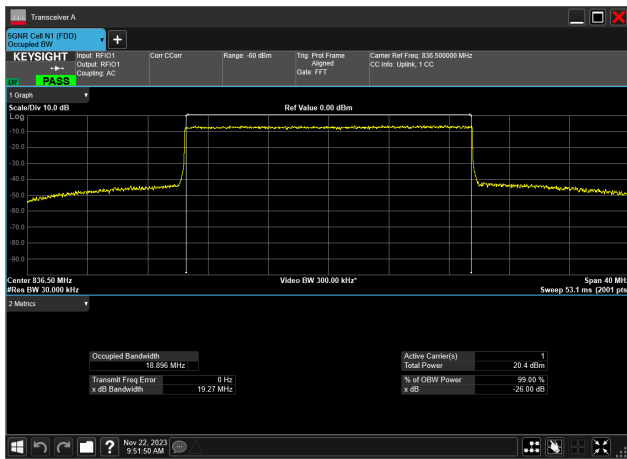 Transceiver A
5GNR Cell N1 (FDD)
Occupied BW
KEYSIGHT
Input: RFIO1
Output: RFIO1
Coupling: AC
Corr CCorr
Range: -60 dBm
Trig: Prot Frame
Aligned
Gate: FFT
Carrier Ref Freq: 836.500000 MHz
CC Info: Uplink, 1 CC
PASS
1 Graph
Scale/Div 10.0 dB
Ref Value 0.00 dBm
Log
-10.0
-20.0
-30.0
-40.0
-50.0
-60.0
-70.0
-80.0
-90.0
Center 836.50 MHz
Video BW 300.00 kHz*
Span 40 MH
#Res BW 30.000 kHz
Sweep 53.1 ms (2001 pts
2 Metrics
Occupied Bandwidth
18.896 MHz
Transmit Freq Error 0 Hz
x dB Bandwidth 19.27 MHz
Active Carrier(s) 1
Total Power 20.4 dBm
% of OBW Power 99.00 %
x dB -26.00 dB
?
Nov 22, 2023
9:51:50 AM